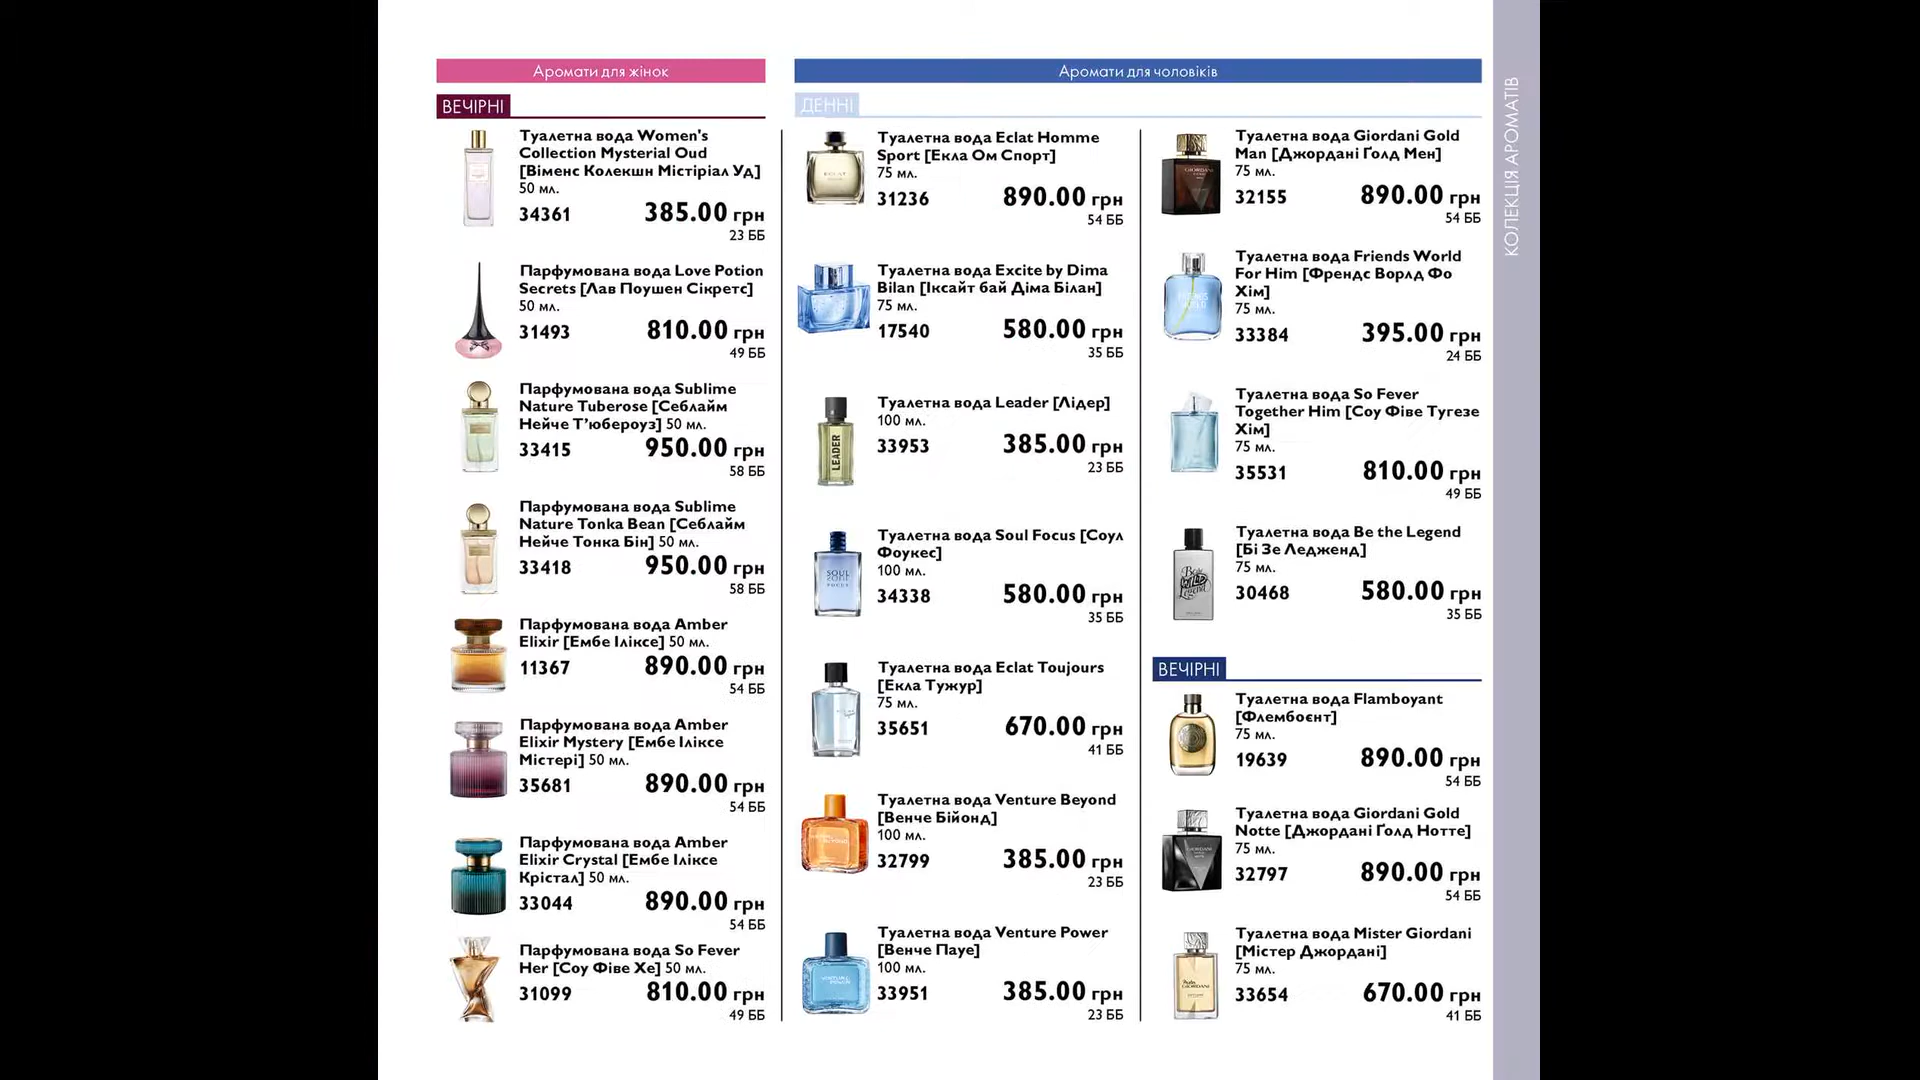 Аромати для жінок
ВЕЧІРНІ
Туалетна вода Women's
Collection Mysterial Oud
[Віменс Колекшн Містіріал Уд]
50 мл.
34361 385.00 грн
23 ББ
Парфумована вода Love Potion
Secrets [Лав Поушен Сікретс]
50 мл.
31493 810.00 грн
49 ББ
Парфумована вода Sublime
Nature Tuberose [Себлайм
Нейче Т'юбероуз] 50 мл.
33415 950.00 грн
58 ББ
Парфумована вода Sublime
Nature Tonka Bean [Себлайм
Нейче Тонка Бін] 50 мл.
33418 950.00 грн
58 ББ
Парфумована вода Amber
Elixir [Ембе Іліксе] 50 мл.
11367 890.00 грн
54 ББ
Парфумована вода Amber
Elixir Mystery [Ембе Іліксе
Містері] 50 мл.
35681 890.00 грн
54 ББ
Парфумована вода Amber
Elixir Crystal [Ембе Іліксе
Крістал] 50 мл.
33044 890.00 грн
54 ББ
Парфумована вода So Fever
Her [Соу Фіве Хе] 50 мл.
31099 810.00 грн
49 ББ
Аромати для чоловіків
ДЕННІ
Туалетна вода Eclat Homme
Sport [Екла Ом Спорт]
75 мл.
31236 890.00 грн
54 ББ
Туалетна вода Excite by Dima
Bilan [Іксайт бай Діма Білан]
75 мл.
17540 580.00 грн
35 ББ
Туалетна вода Leader [Лідер]
100 мл.
33953 385.00 грн
23 ББ
LEADER
Туалетна вода Soul Focus [Соул
Фоукес]
100 мл.
34338 580.00 грн
35 ББ
SOUL
FOCUS
Туалетна вода Eclat Toujours
[Екла Тужур]
75 мл.
35651 670.00 грн
41 ББ
Туалетна вода Venture Beyond
[Венче Бійонд]
100 мл.
32799 385.00 грн
23 ББ
Туалетна вода Venture Power
[Венче Пауе]
100 мл.
33951 385.00 грн
23 ББ
Туалетна вода Giordani Gold
Man [Джордані Ґолд Мен]
75 мл.
32155 890.00 грн
54 ББ
Туалетна вода Friends World
For Him [Френдс Ворлд Фо
Хім]
75 мл.
33384 395.00 грн
24 ББ
FRIENDS
WORLD
Туалетна вода So Fever
Together Him [Соу Фіве Тугезе
Хім]
75 мл.
35531 810.00 грн
49 ББ
Туалетна вода Be the Legend
[Бі Зе Ледженд]
75 мл.
30468 580.00 грн
35 ББ
ВЕЧІРНІ
Туалетна вода Flamboyant
[Флембоєнт]
75 мл.
19639 890.00 грн
54 ББ
Туалетна вода Giordani Gold
Notte [Джордані Ґолд Нотте]
75 мл.
32797 890.00 грн
54 ББ
Туалетна вода Mister Giordani
[Містер Джордані]
75 мл.
33654 670.00 грн
41 ББ
КОЛЕКЦІЯ АРОМАТІВ